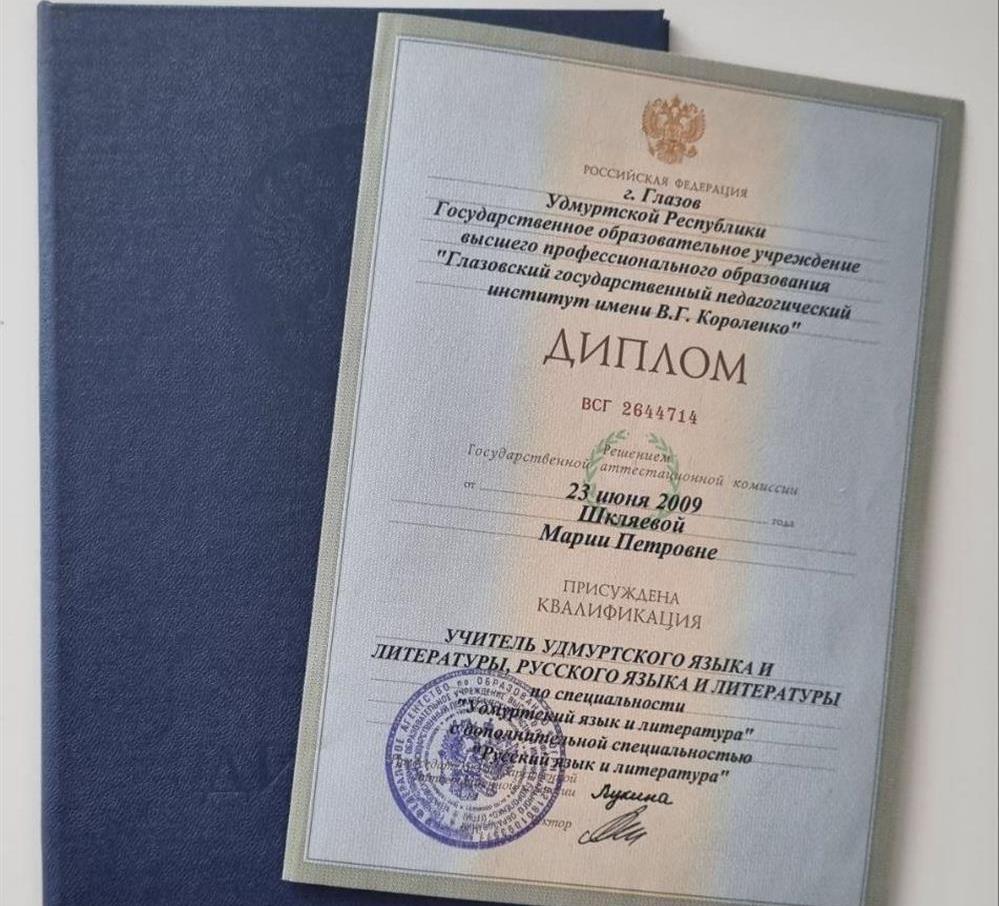 РОССИЙСКАЯ ФЕДЕРАЦИЯ
г. Глазов
Удмуртской Республики
Государственное образовательное учреждение
высшего профессионального образования
"Глазовский государственный педагогический
институт имени В.Г. Короленко"
ДИПЛОМ
ВСГ 2644714
Решением
Государственной аттестационной комиссии
от 23 июня 2009 года
Шкляевой
Марии Петровне
ПРИСУЖДЕНА
КВАЛИФИКАЦИЯ
УЧИТЕЛЬ УДМУРТСКОГО ЯЗЫКА И
ЛИТЕРАТУРЫ, РУССКОГО ЯЗЫКА И ЛИТЕРАТУРЫ
по специальности
"Удмуртский язык и литература"
с дополнительной специальностью
"Русский язык и литература"
Лукина